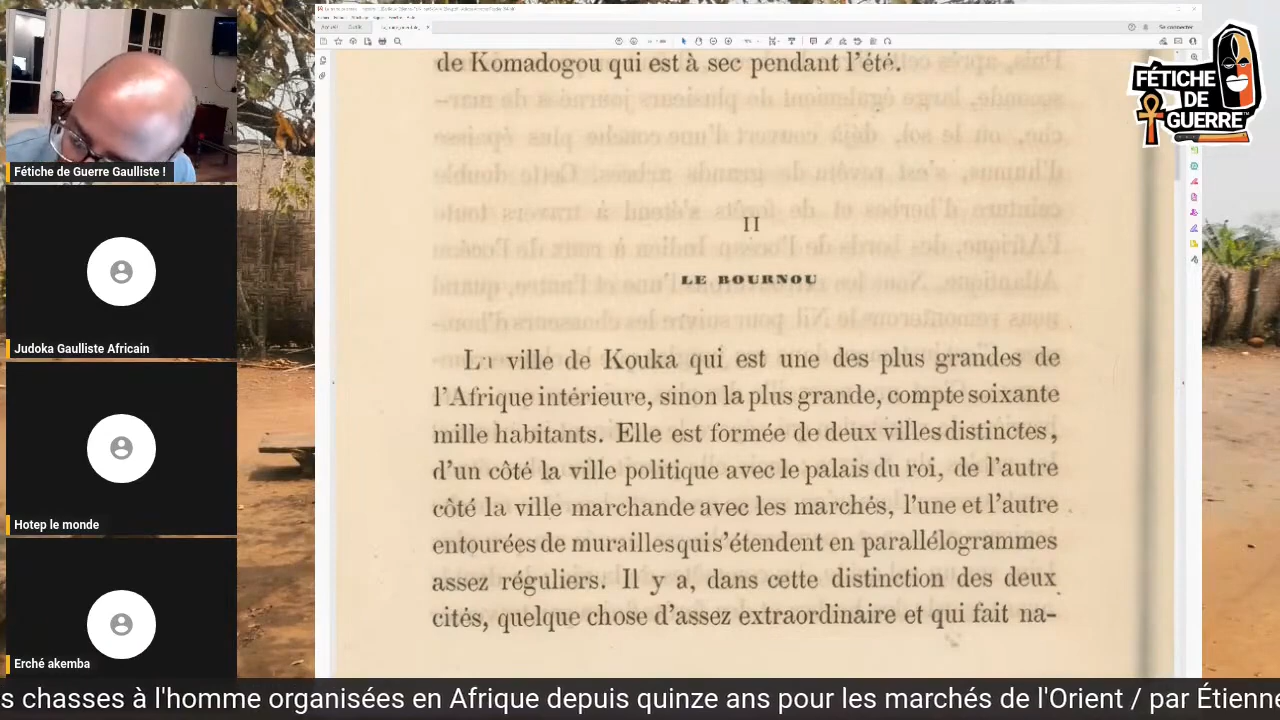 Fétiche de Guerre Gaulliste !
Judoka Gaulliste Africain
Hotep le monde
Erché akemba
FÉTICHE
DE
GUERRE
Se connecter
de Komadogou qui est à sec pendant l'été.
II
LE BOURNOU
La ville de Kouka qui est une des plus grandes de
l'Afrique intérieure, sinon la plus grande, compte soixante
mille habitants. Elle est formée de deux villes distinctes,
d'un côté la ville politique avec le palais du roi, de l'autre
côté la ville marchande avec les marchés, l'une et l'autre
entourées de murailles qui s'étendent en parallélogrammes
assez réguliers. Il y a, dans cette distinction des deux
cités, quelque chose d'assez extraordinaire et qui fait na-
s chasses à l'homme organisées en Afrique depuis quinze ans pour les marchés de l'Orient / par Étienne